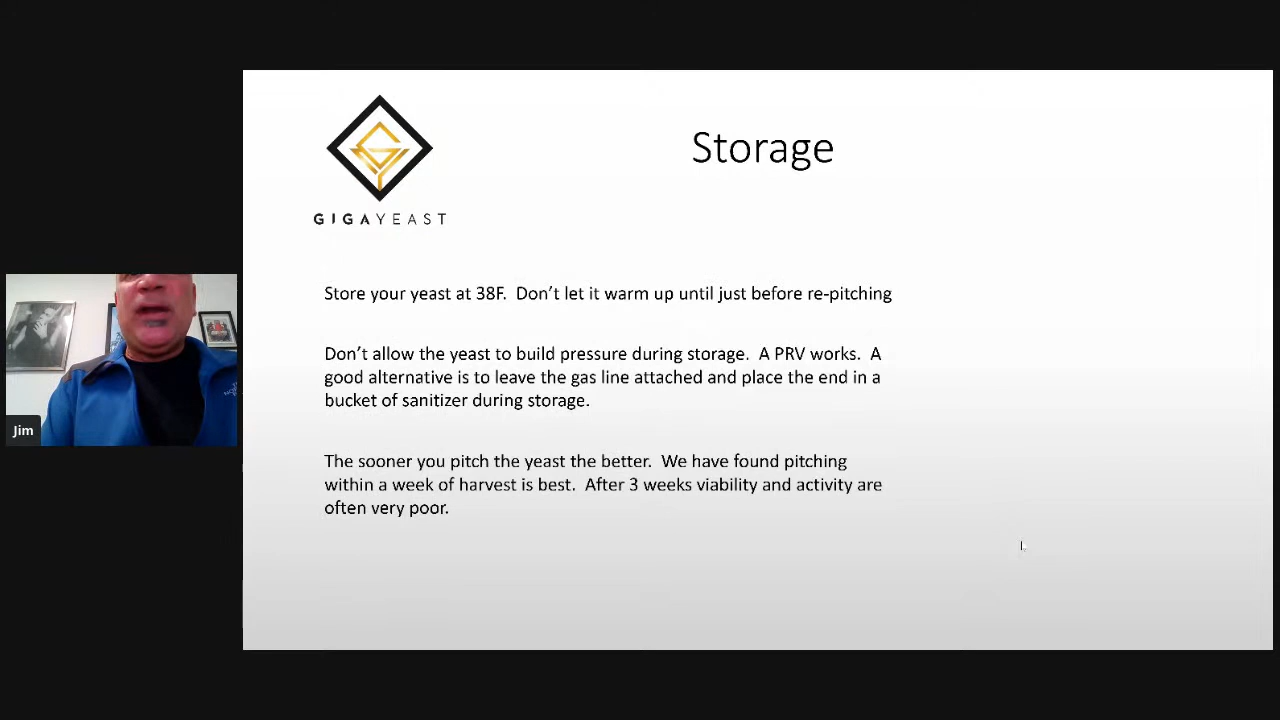 GIGAYEAST
Storage
Store your yeast at 38F.  Don’t let it warm up until just before re-pitching
Don’t allow the yeast to build pressure during storage.  A PRV works.  A
good alternative is to leave the gas line attached and place the end in a
bucket of sanitizer during storage.
The sooner you pitch the yeast the better.  We have found pitching
within a week of harvest is best.  After 3 weeks viability and activity are
often very poor.
Jim